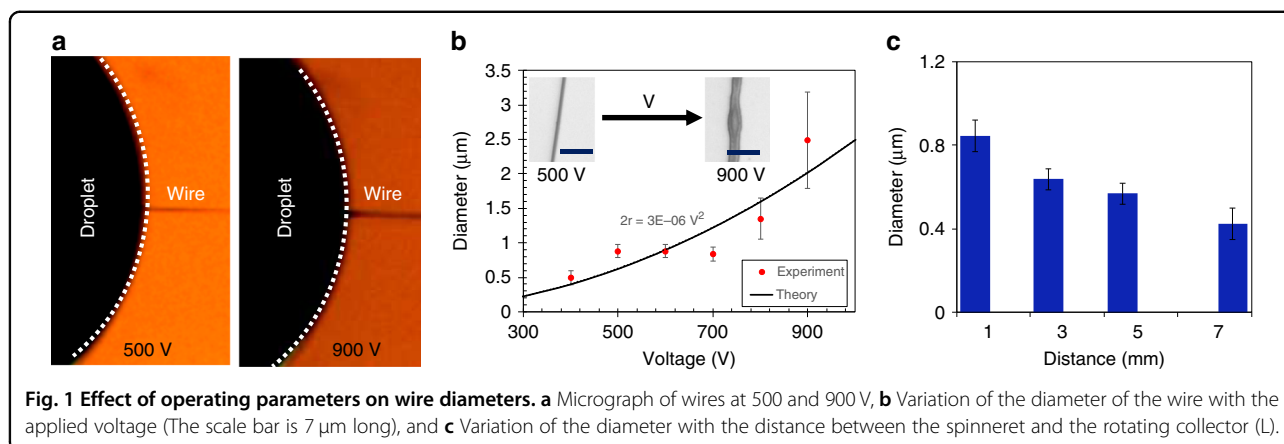 a
Droplet
Wire
500 V
Droplet
Wire
900 V
b
3.5
3
2.5
2
1.5
1
0.5
0
Diameter (µm)
V
500 V
900 V
2r = 3E–06 V²
Experiment
Theory
300
500
700
900
Voltage (V)
c
1.2
0.8
0.4
0
Diameter (µm)
1
3
5
7
Distance (mm)
Fig. 1 Effect of operating parameters on wire diameters. a Micrograph of wires at 500 and 900 V, b Variation of the diameter of the wire with the
applied voltage (The scale bar is 7 µm long), and c Variation of the diameter with the distance between the spinneret and the rotating collector (L).